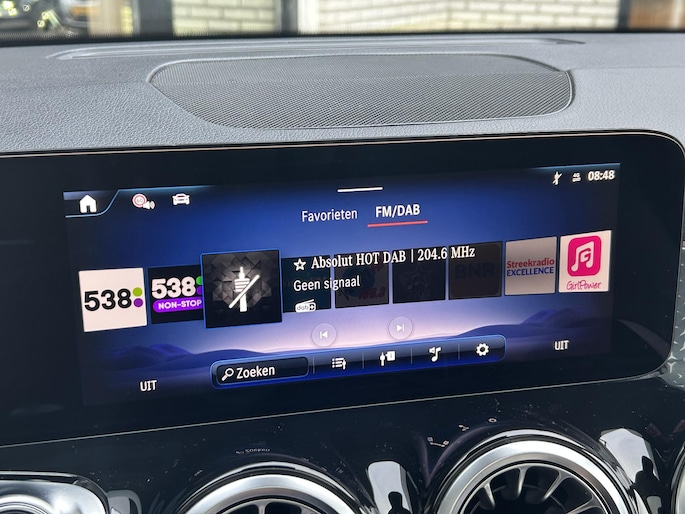 08:48
Favorieten FM/DAB
☆ Absolut HOT DAB | 204.6 MHz
Geen signaal
538
538
NON-STOP
BNR
Streekradio
EXCELLENCE
GirlPower
UIT
Zoeken
UIT